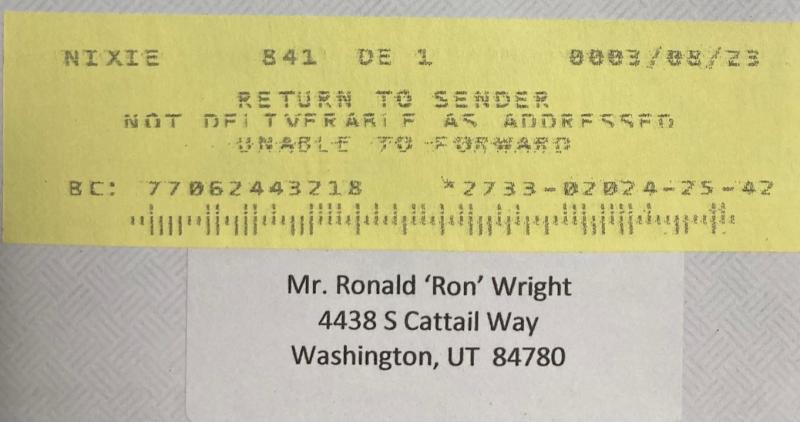 NIXIE 841 DE 1 0003/08/23
RETURN TO SENDER
NOT DELIVERABLE AS ADDRESSED
UNABLE TO FORWARD
BC: 77062443218 *2733-02024-25-42
Mr. Ronald ‘Ron’ Wright
4438 S Cattail Way
Washington, UT 84780